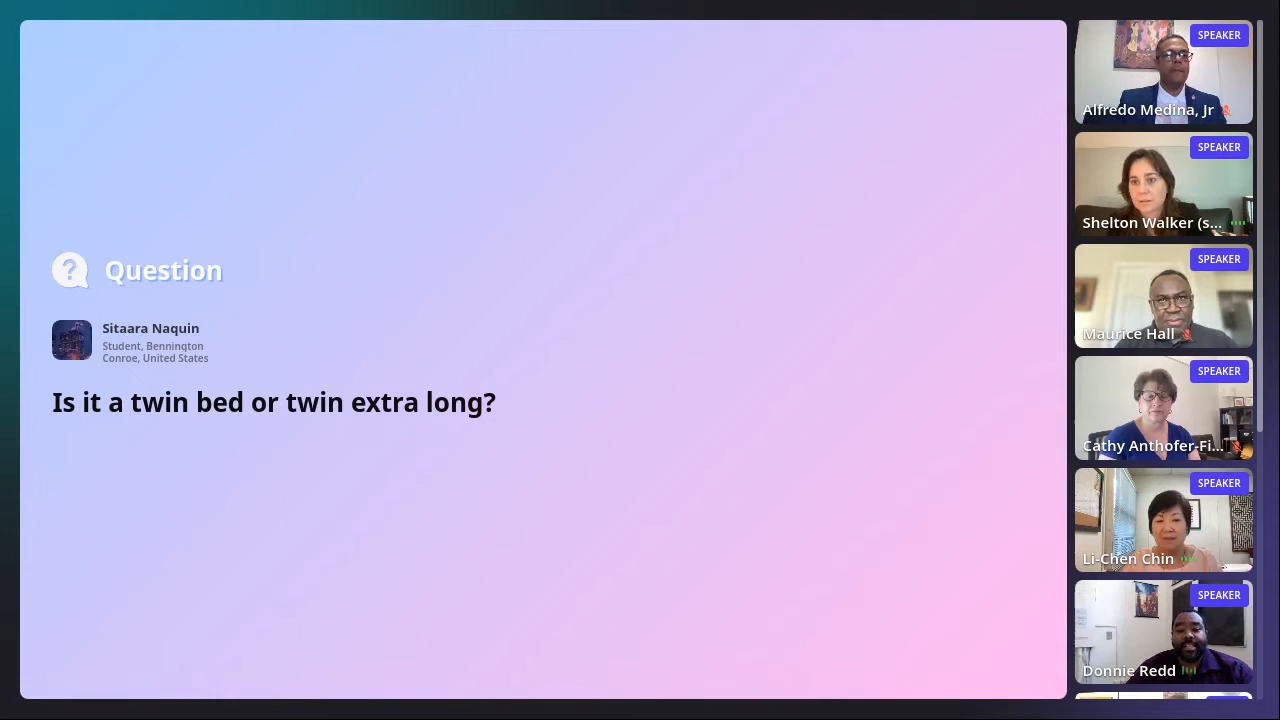 Question
Sitaara Naquin
Student, Bennington
Conroe, United States
Is it a twin bed or twin extra long?
SPEAKER
Alfredo Medina, Jr
SPEAKER
Shelton Walker (s...
SPEAKER
Maurice Hall
SPEAKER
Cathy Anthofer-Fi...
SPEAKER
Li-Chen Chin
SPEAKER
Donnie Redd